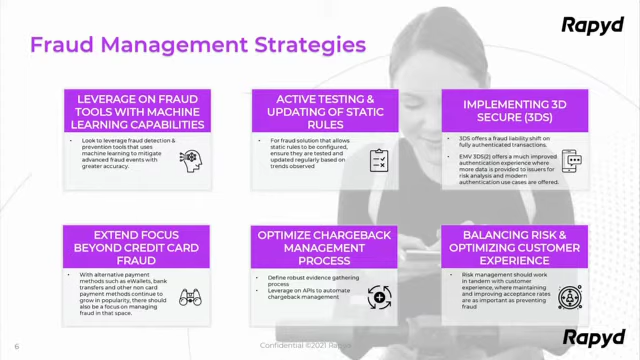 Rapyd
Fraud Management Strategies
LEVERAGE ON FRAUD
TOOLS WITH MACHINE
LEARNING CAPABILITIES
• Look to leverage fraud detection &
prevention tools that uses
machine learning to mitigate
advanced fraud events with
greater accuracy.
ACTIVE TESTING &
UPDATING OF STATIC
RULES
• For fraud solution that allows
static rules to be configured,
ensure they are tested and
updated regularly based on
trends observed
IMPLEMENTING 3D
SECURE (3DS)
• 3DS offers a fraud liability shift on
fully authenticated transactions.
• EMV 3DS(2) offers a much improved
authentication experience where
more data is provided to issuers for
risk analysis and modern
authentication use cases are offered.
EXTEND FOCUS
BEYOND CREDIT CARD
FRAUD
• With alternative payment
methods such as eWallets, bank
transfers and other non card
payment methods continue to
grow in popularity, there should
also be a focus on managing
fraud in that space.
OPTIMIZE CHARGEBACK
MANAGEMENT
PROCESS
• Define robust evidence gathering
process
• Leverage on APIs to automate
chargeback management
BALANCING RISK &
OPTIMIZING CUSTOMER
EXPERIENCE
• Risk management should work
in tandem with customer
experience, where maintaining
and improving acceptance rates
are as important as preventing
fraud
6
Confidential ©2021 Rapyd
Rapyd